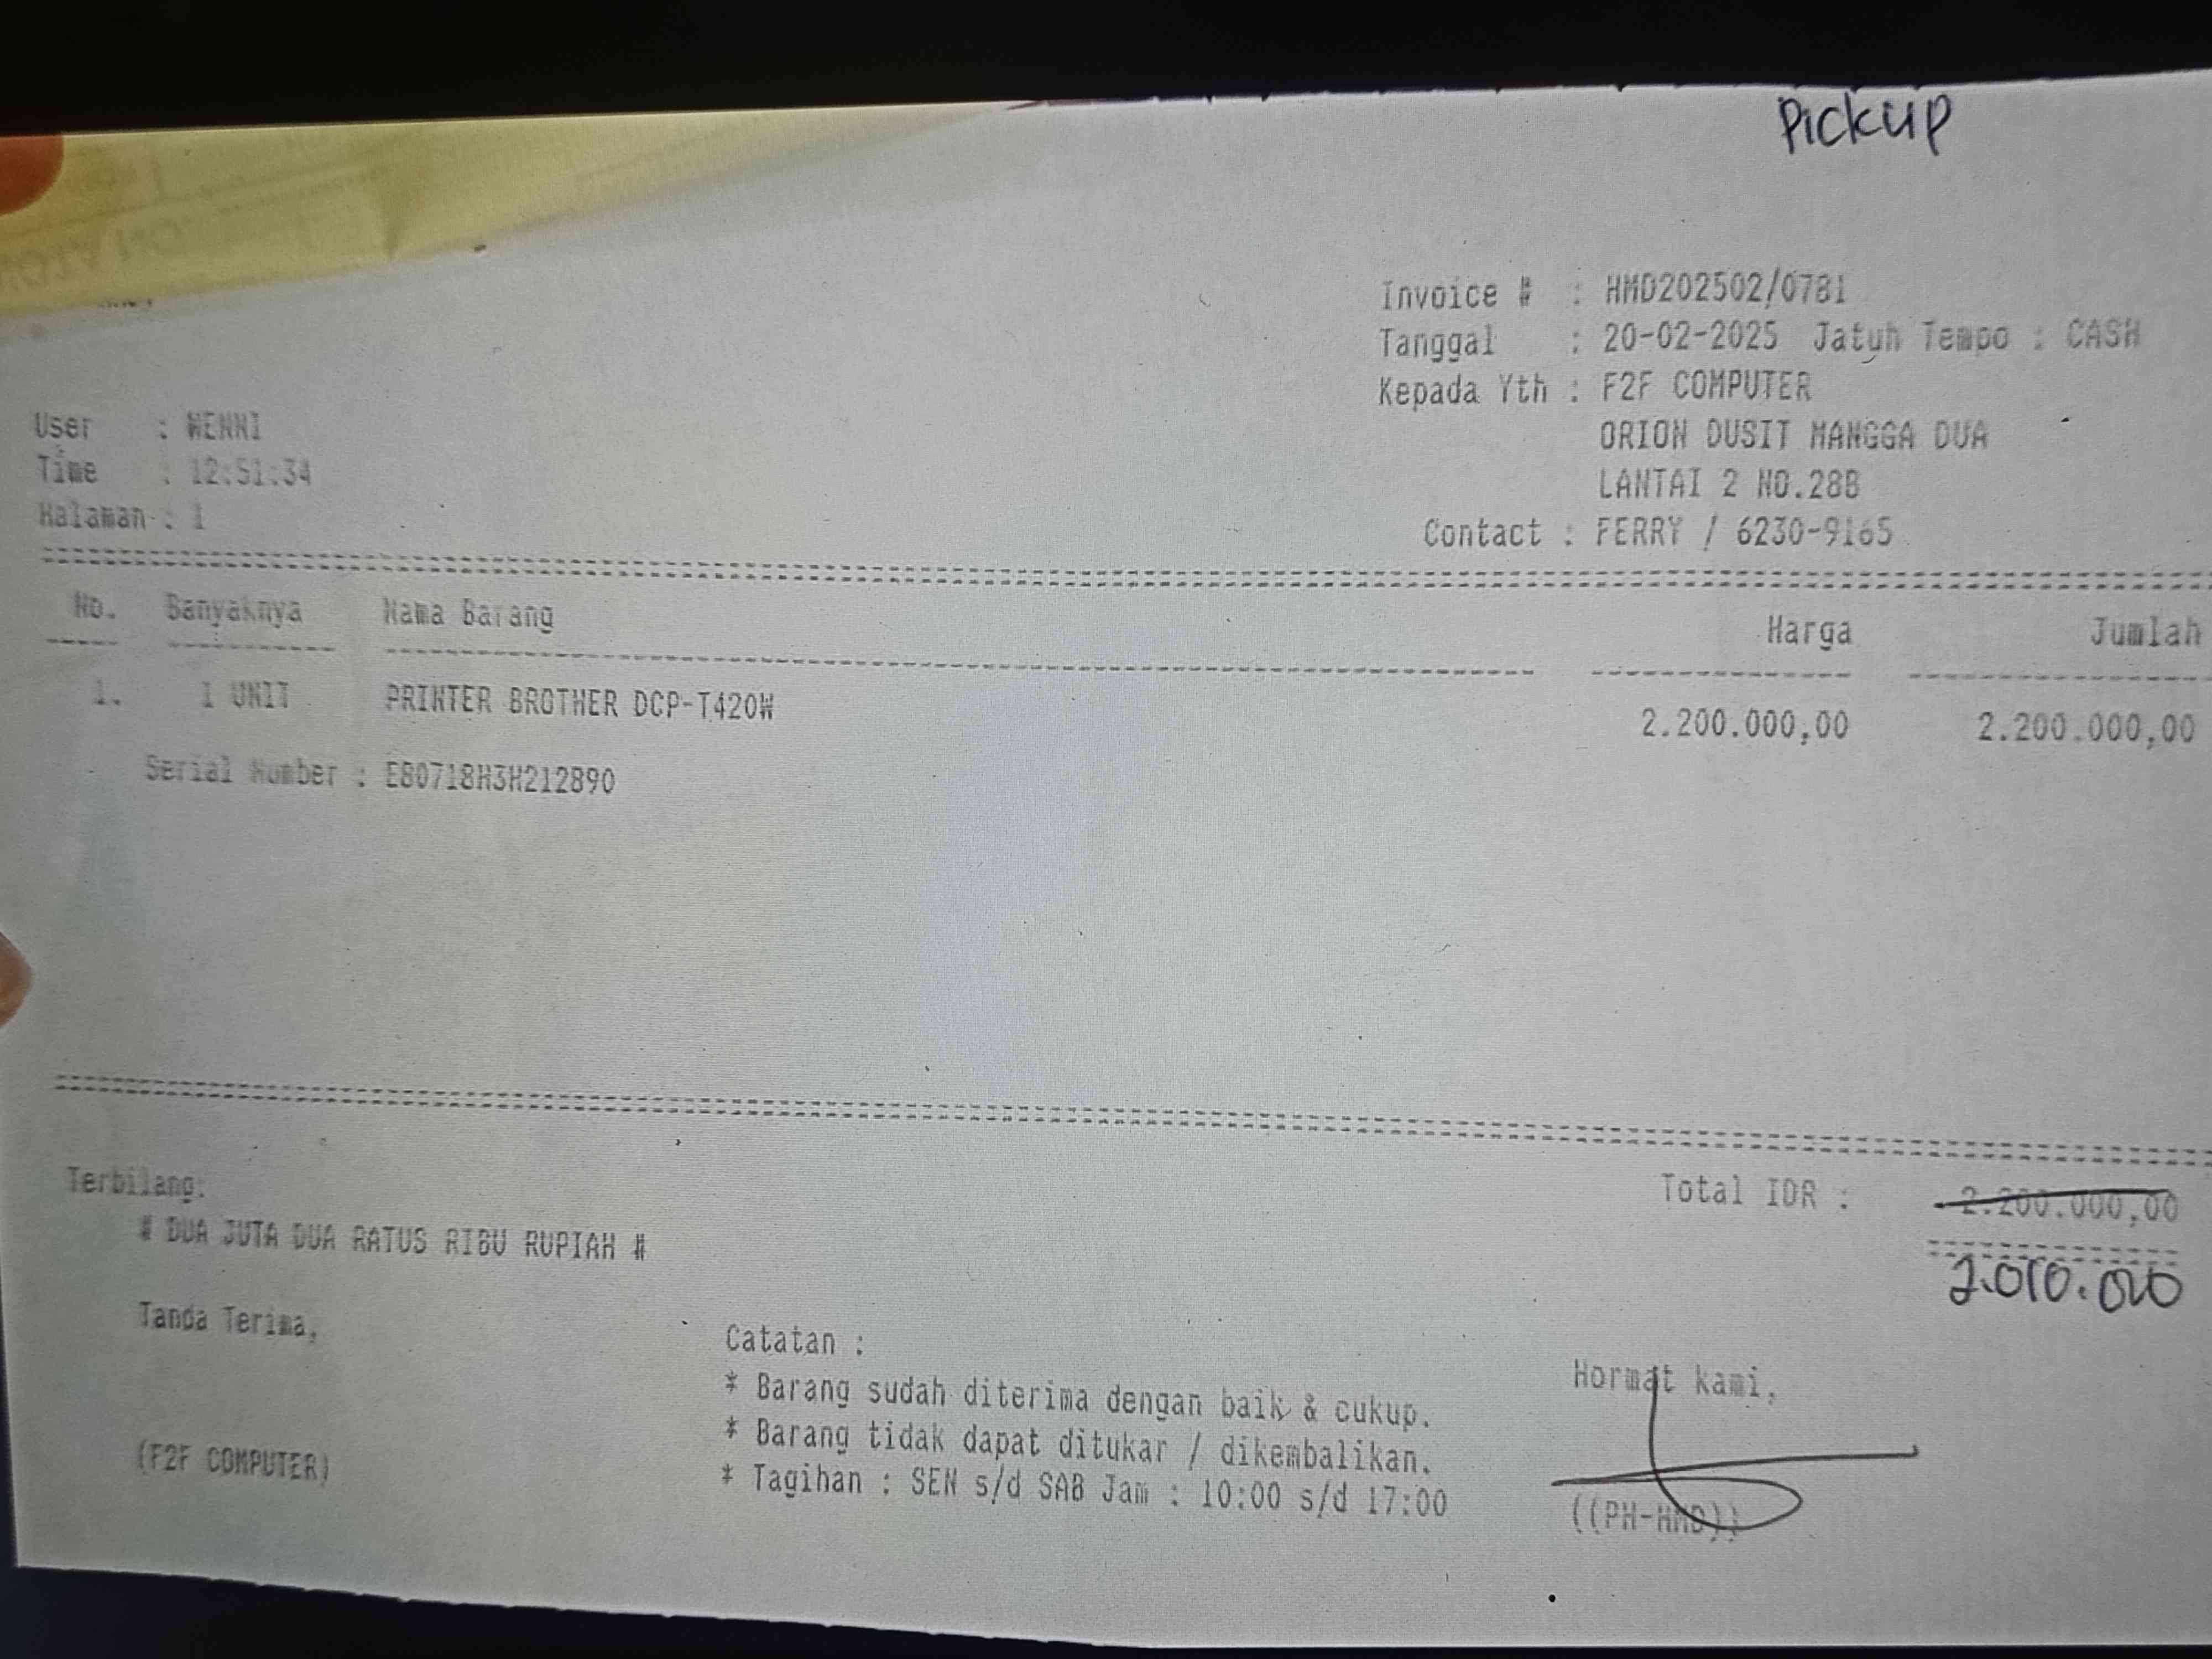 Pickup
Invoice # : HMD202502/0781
Tanggal : 20-02-2025 Jatuh Tempo : CASH
Kepada Yth : F2F COMPUTER
ORION DUSIT MANGGA DUA
LANTAI 2 NO.28B
Contact : FERRY / 6230-9165
User : WENNI
Time : 12:51:34
Halaman : 1
No. Banyaknya Nama Barang Harga Jumlah
1. 1 UNIT PRINTER BROTHER DCP-T420W 2.200.000,00 2.200.000,00
Serial Number : E80718H3H212890
Terbilang:
# DUA JUTA DUA RATUS RIBU RUPIAH #
Total IDR : 2.200.000,00
Tanda Terima,
(F2F COMPUTER)
Catatan :
* Barang sudah diterima dengan baik & cukup.
* Barang tidak dapat ditukar / dikembalikan.
* Tagihan : SEN s/d SAB Jam : 10:00 s/d 17:00
Hormat kami,
((PH-HMD))